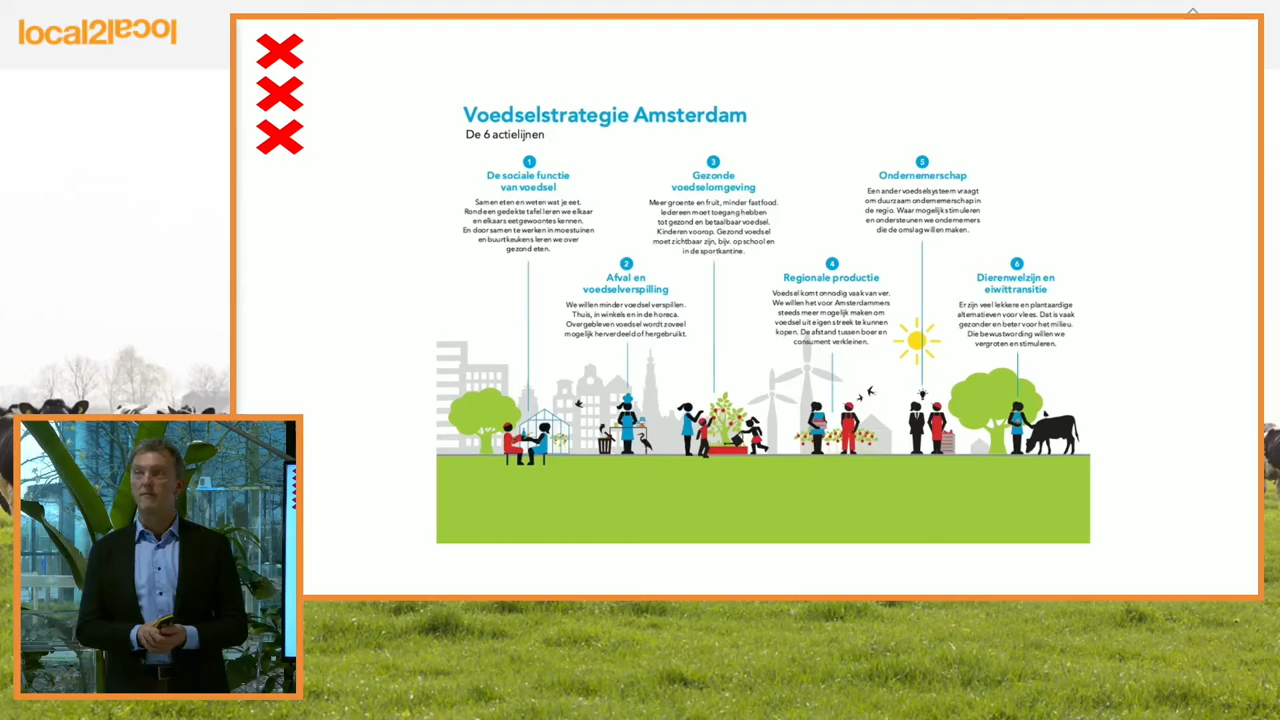 local2local
Voedselstrategie Amsterdam
De 6 actielijnen
1
De sociale functie
van voedsel
Samen eten en weten wat je eet.
Rond een gedekte tafel leren we elkaar
en elkaars eetgewoontes kennen.
En door samen te werken in moestuinen
en buurtkeukens leren we over
gezond eten.
2
Afval en
voedselverspilling
We willen minder voedsel verspillen.
Thuis, in winkels en in de horeca.
Overgebleven voedsel wordt zoveel
mogelijk herverdeeld of hergebruikt.
3
Gezonde
voedselomgeving
Meer groente en fruit, minder fastfood.
Iedereen moet toegang hebben
tot gezond en betaalbaar voedsel.
Kinderen voorop. Gezond voedsel
moet zichtbaar zijn, bijv. op school en
in de sportkantine.
4
Regionale productie
Voedsel komt onnodig vaak van ver.
We willen het voor Amsterdammers
steeds meer mogelijk maken om
voedsel uit eigen streek te kunnen
kopen. De afstand tussen boer en
consument verkleinen.
5
Ondernemerschap
Een ander voedselsysteem vraagt
om duurzaam ondernemerschap in
de regio. Waar mogelijk stimuleren
en ondersteunen we ondernemers
die de omslag willen maken.
6
Dierenwelzijn en
eiwittransitie
Er zijn veel lekkere en plantaardige
alternatieven voor vlees. Dat is vaak
gezonder en beter voor het milieu.
Die bewustwording willen we
vergroten en stimuleren.